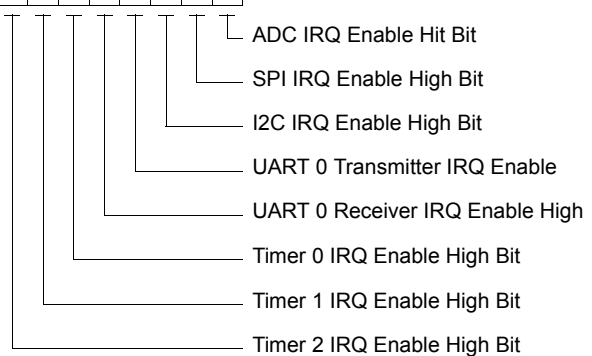 ADC IRQ Enable Hit Bit
SPI IRQ Enable High Bit
I2C IRQ Enable High Bit
UART 0 Transmitter IRQ Enable
UART 0 Receiver IRQ Enable High
Timer 0 IRQ Enable High Bit
Timer 1 IRQ Enable High Bit
Timer 2 IRQ Enable High Bit